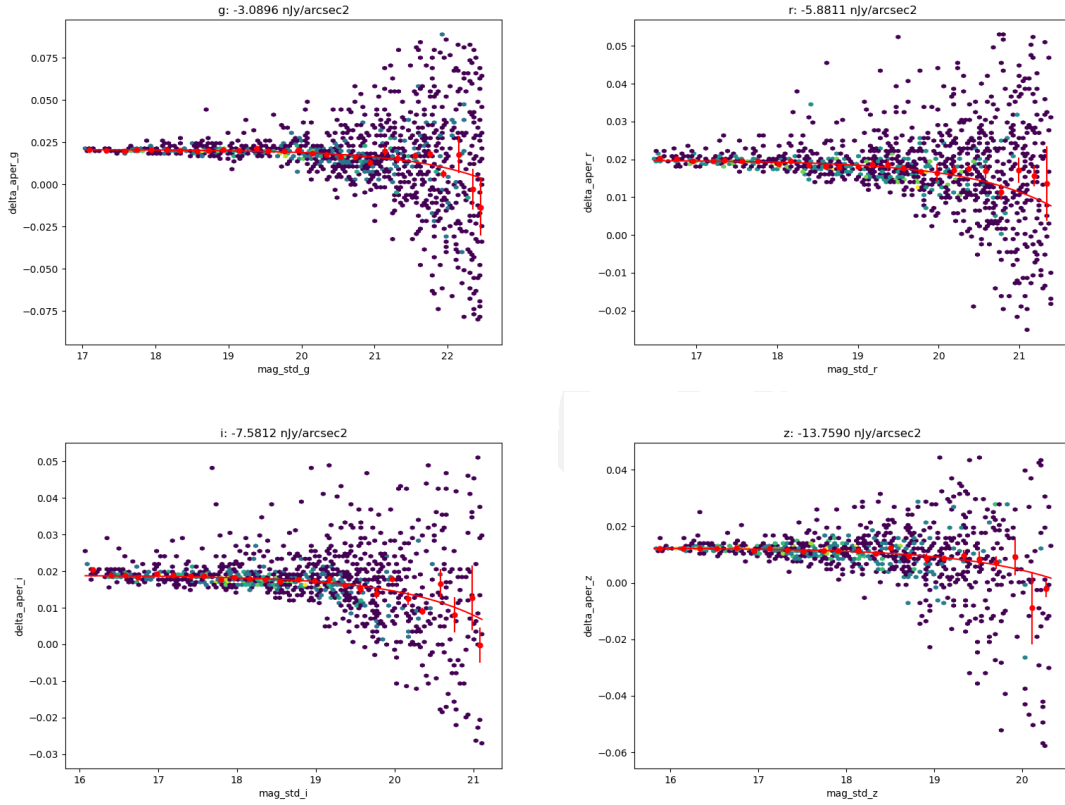 g: -3.0896 nJy/arcsec2
delta_aper_g
0.075
0.050
0.025
0.000
−0.025
−0.050
−0.075
17 18 19 20 21 22
mag_std_g
r: -5.8811 nJy/arcsec2
delta_aper_r
0.05
0.04
0.03
0.02
0.01
0.00
−0.01
−0.02
17 18 19 20 21
mag_std_r
i: -7.5812 nJy/arcsec2
delta_aper_i
0.05
0.04
0.03
0.02
0.01
0.00
−0.01
−0.02
−0.03
16 17 18 19 20 21
mag_std_i
z: -13.7590 nJy/arcsec2
delta_aper_z
0.04
0.02
0.00
−0.02
−0.04
−0.06
16 17 18 19 20
mag_std_z